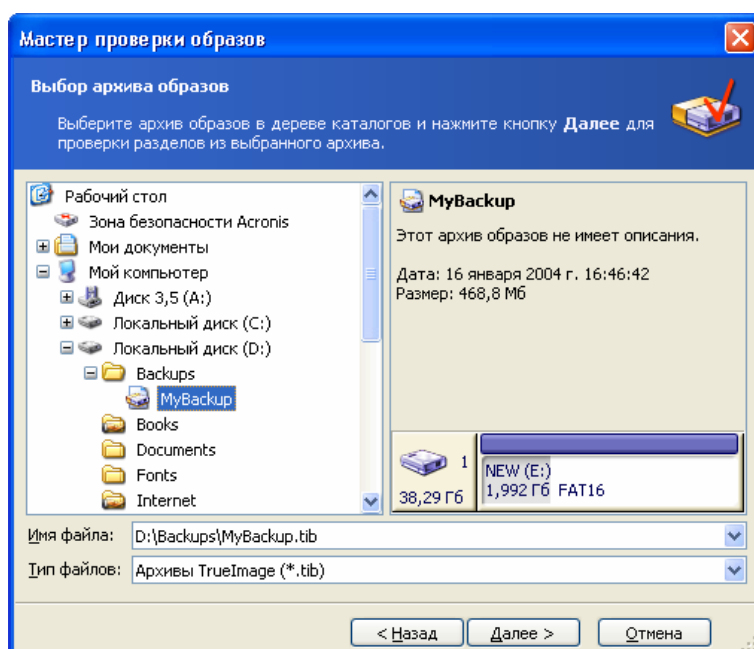 Мастер проверки образов
Выбор архива образов
Выберите архив образов в дереве каталогов и нажмите кнопку Далее для
проверки разделов из выбранного архива.
Рабочий стол
Зона безопасности Acronis
Мои документы
Мой компьютер
Диск 3,5 (A:)
Локальный диск (C:)
Локальный диск (D:)
Backups
MyBackup
Books
Documents
Fonts
Internet
MyBackup
Этот архив образов не имеет описания.
Дата: 16 января 2004 г. 16:46:42
Размер: 468,8 Мб
1
38,29 Гб
NEW (E:)
1,992 Гб FAT16
Имя файла: D:\Backups\MyBackup.tib
Тип файлов: Архивы TrueImage (*.tib)
< Назад Далее > Отмена